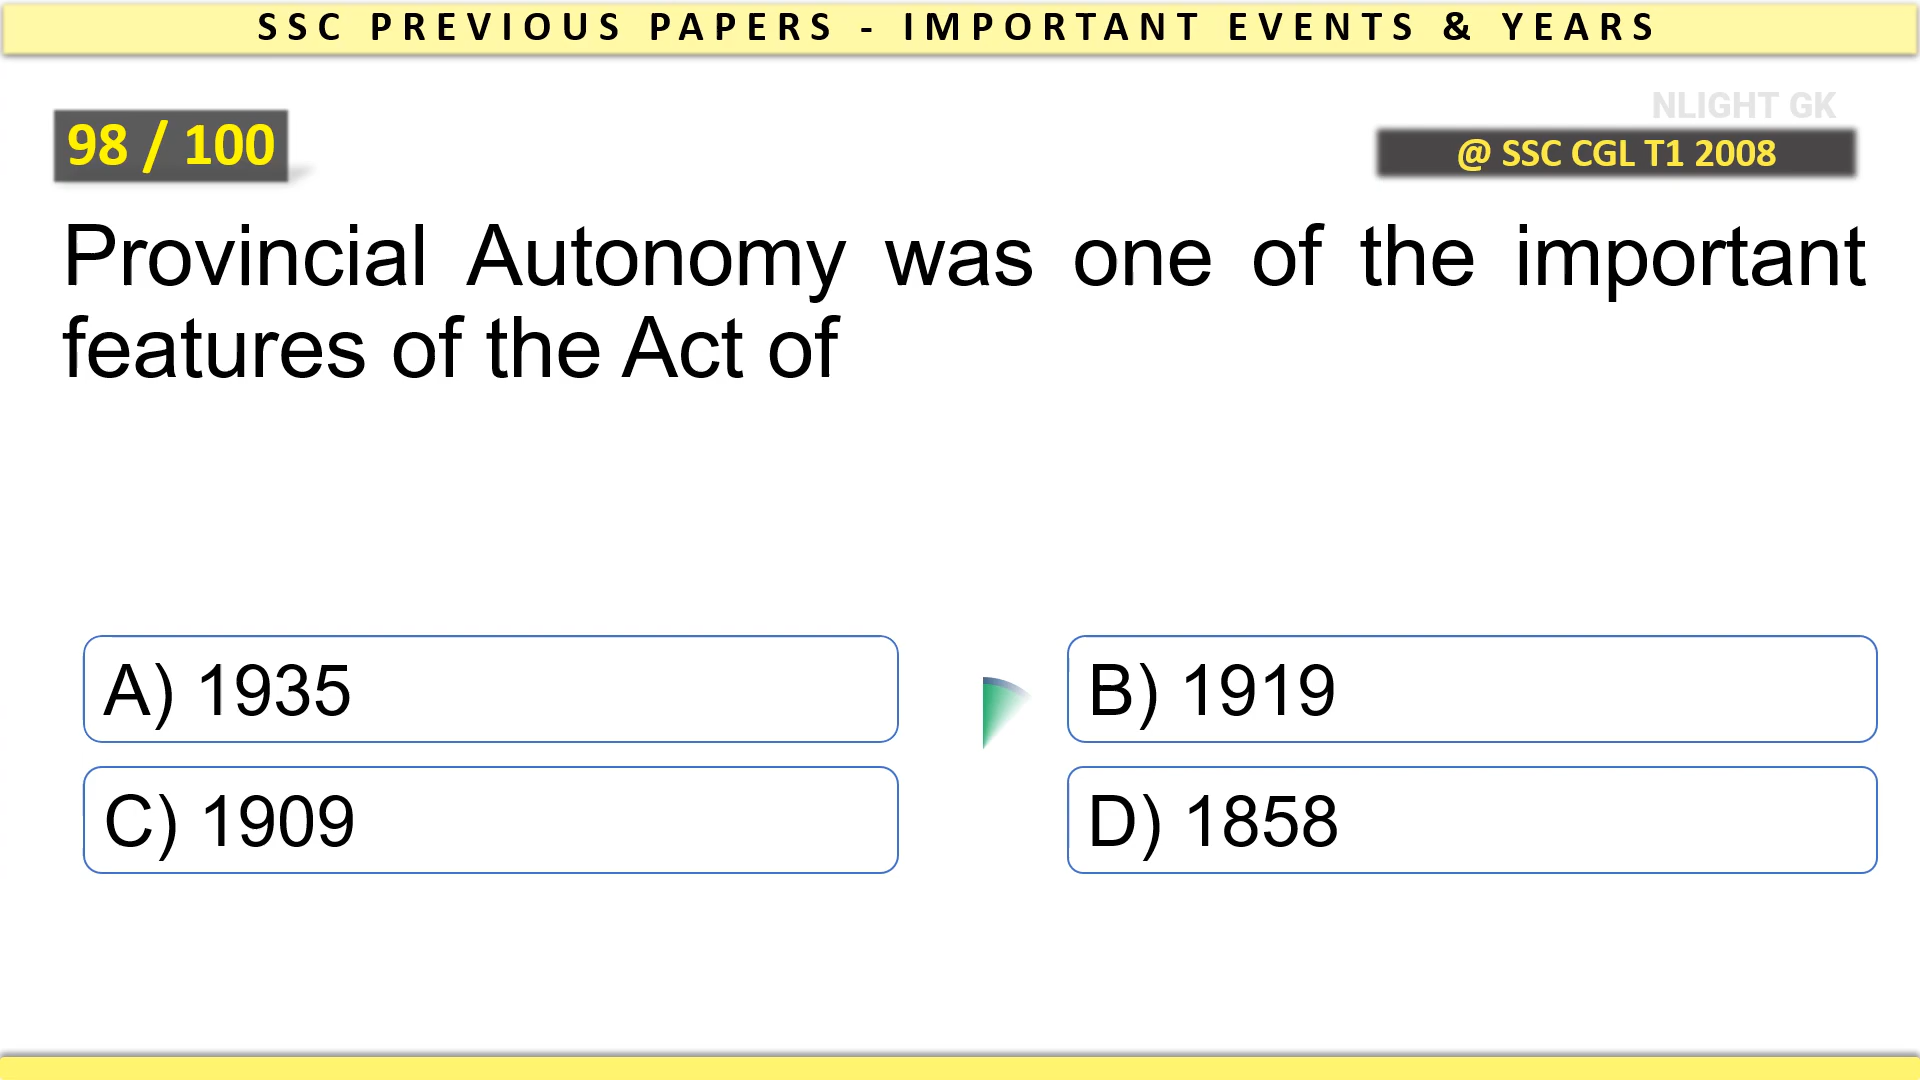 SSC PREVIOUS PAPERS - IMPORTANT EVENTS & YEARS
NLIGHT GK
98 / 100
@ SSC CGL T1 2008
Provincial Autonomy was one of the important
features of the Act of
A) 1935
B) 1919
C) 1909
D) 1858